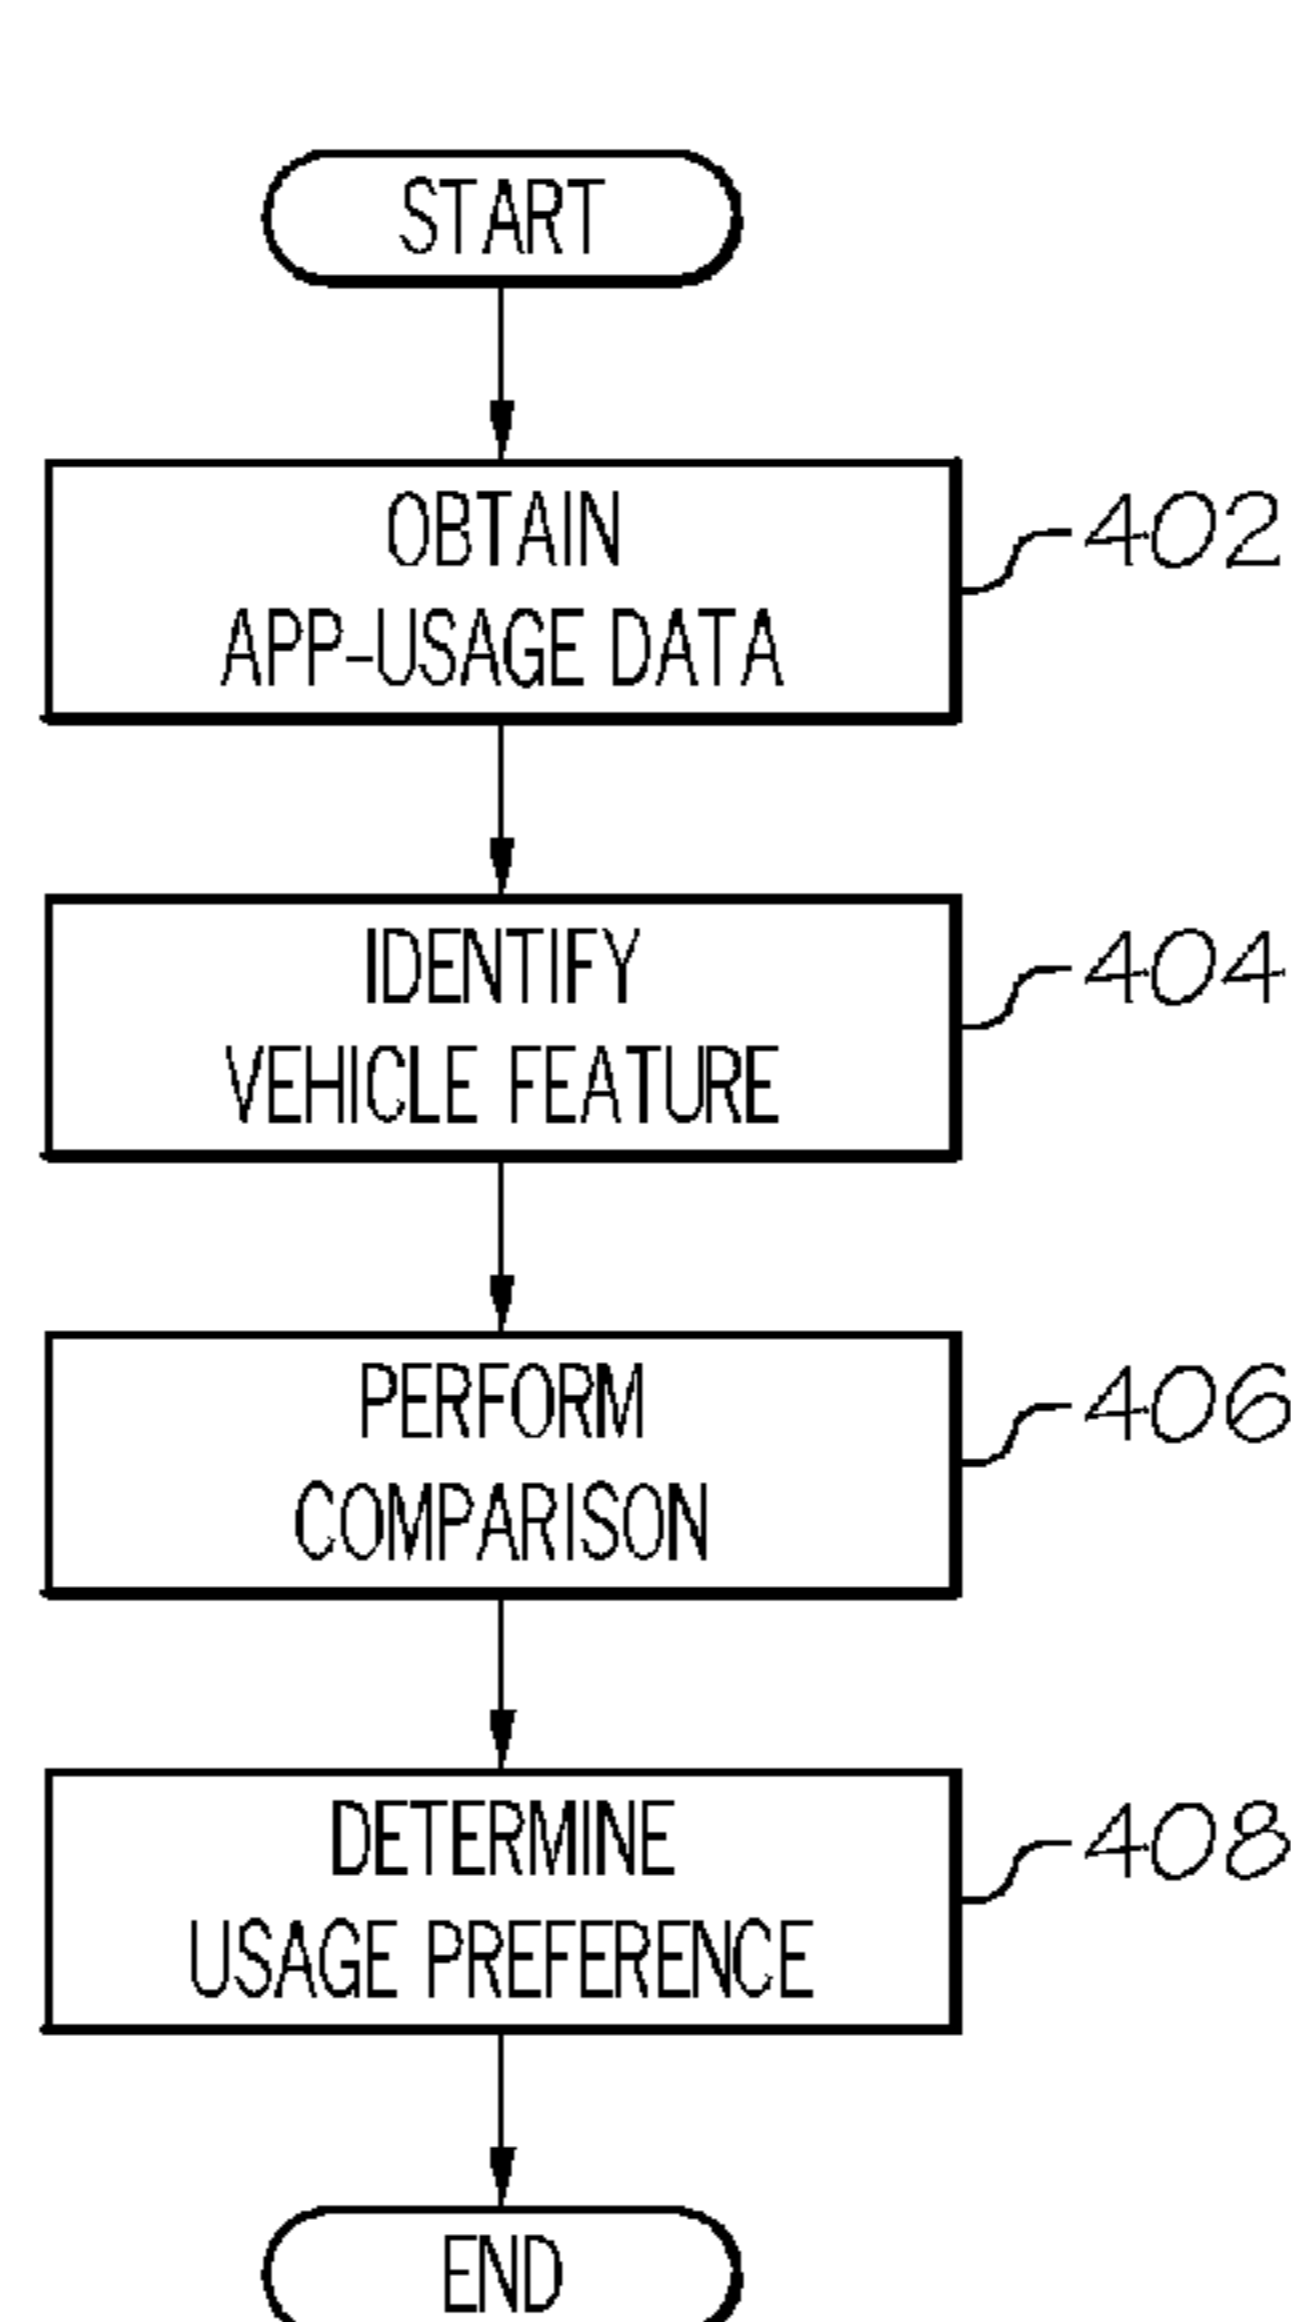 START
OBTAIN
APP-USAGE DATA
402
IDENTIFY
VEHICLE FEATURE
404
PERFORM
COMPARISON
406
DETERMINE
USAGE PREFERENCE
408
END